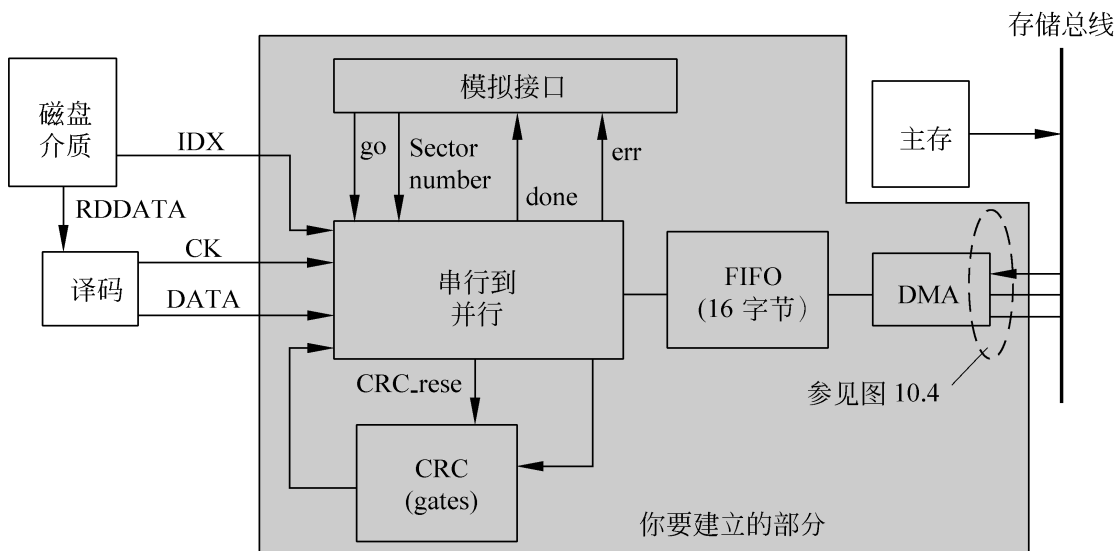 存储总线
磁盘
介质
模拟接口
主存
IDX
go
Sector
number
done
err
RDDATA
CK
译码
DATA
串行到
并行
FIFO
(16 字节)
DMA
CRC_rese
参见图 10.4
CRC
(gates)
你要建立的部分